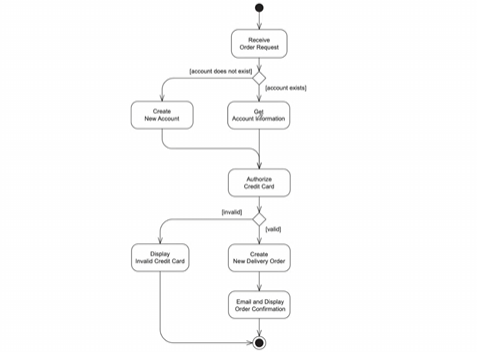 Receive
Order Request
[account does not exist]
[account exists]
Create
New Account
Get
Account Information
Authorize
Credit Card
[invalid]
[valid]
Display
Invalid Credit Card
Create
New Delivery Order
Email and Display
Order Confirmation